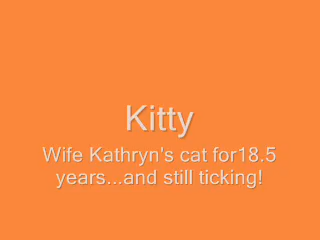 Kitty
Wife Kathryn's cat for18.5
years...and still ticking!